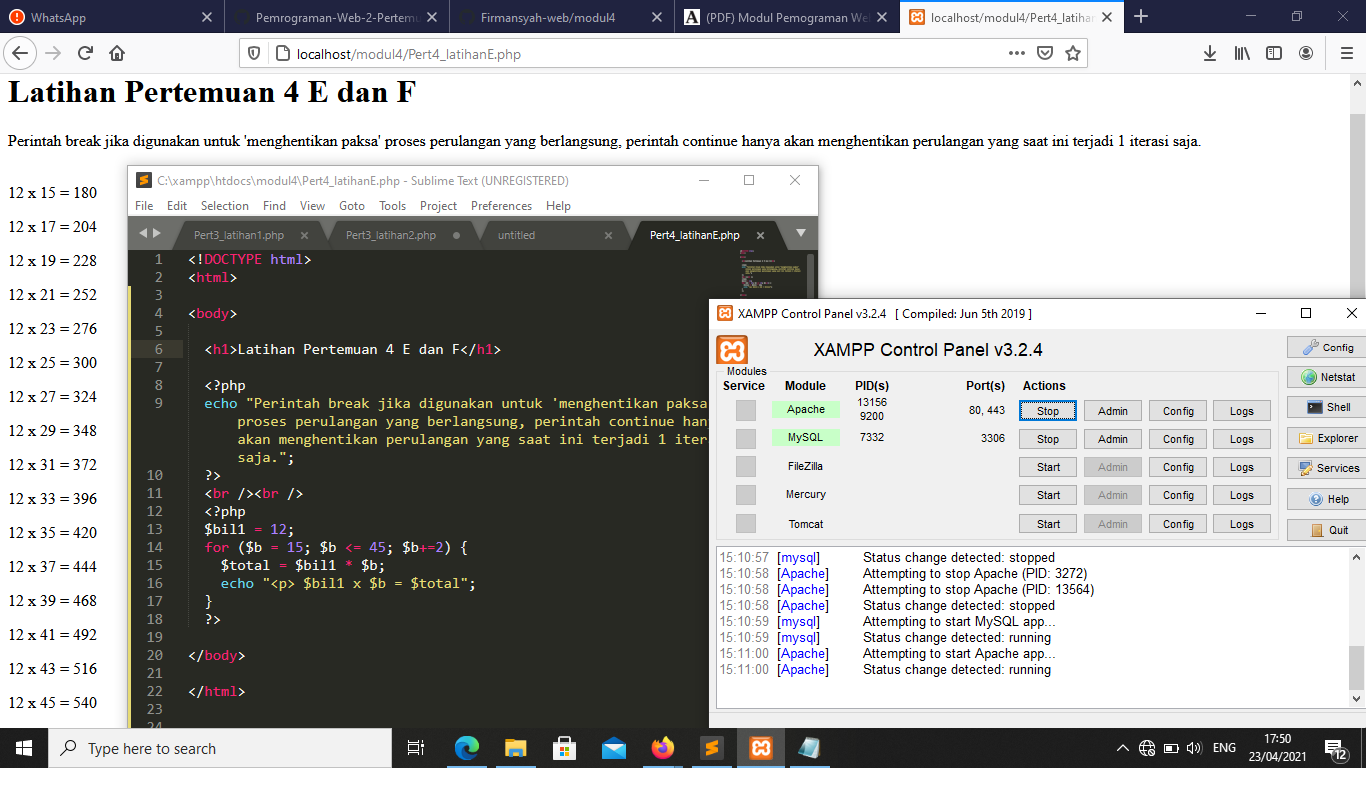 WhatsApp
Pemrograman-Web-2-Pertemu
Firmansyah-web/modul4
(PDF) Modul Pemograman We
localhost/modul4/Pert4_latihan
localhost/modul4/Pert4_latihanE.php
Latihan Pertemuan 4 E dan F
Perintah break jika digunakan untuk 'menghentikan paksa' proses perulangan yang berlangsung, perintah continue hanya akan menghentikan perulangan yang saat ini terjadi 1 iterasi saja.
12 x 15 = 180
12 x 17 = 204
12 x 19 = 228
12 x 21 = 252
12 x 23 = 276
12 x 25 = 300
12 x 27 = 324
12 x 29 = 348
12 x 31 = 372
12 x 33 = 396
12 x 35 = 420
12 x 37 = 444
12 x 39 = 468
12 x 41 = 492
12 x 43 = 516
12 x 45 = 540
C:\xampp\htdocs\modul4\Pert4_latihanE.php - Sublime Text (UNREGISTERED)
File Edit Selection Find View Goto Tools Project Preferences Help
Pert3_latihan1.php Pert3_latihan2.php untitled Pert4_latihanE.php
1 <!DOCTYPE html>
2 <html>
3
4 <body>
5
6 <h1>Latihan Pertemuan 4 E dan F</h1>
7
8 <?php
9 echo "Perintah break jika digunakan untuk 'menghentikan paksa
proses perulangan yang berlangsung, perintah continue han
akan menghentikan perulangan yang saat ini terjadi 1 iter
saja.";
10 ?>
11 <br /><br />
12 <?php
13 $bil1 = 12;
14 for ($b = 15; $b <= 45; $b+=2) {
15 $total = $bil1 * $b;
16 echo "<p> $bil1 x $b = $total";
17 }
18 ?>
19
20 </body>
21
22 </html>
23
24
XAMPP Control Panel v3.2.4 [ Compiled: Jun 5th 2019 ]
XAMPP Control Panel v3.2.4
Modules
Service Module PID(s) Port(s) Actions
Apache 13156 9200 80, 443 Stop Admin Config Logs
MySQL 7332 3306 Stop Admin Config Logs
FileZilla Start Admin Config Logs
Mercury Start Admin Config Logs
Tomcat Start Admin Config Logs
Config
Netstat
Shell
Explorer
Services
Help
Quit
15:10:57 [mysql] Status change detected: stopped
15:10:58 [Apache] Attempting to stop Apache (PID: 3272)
15:10:58 [Apache] Attempting to stop Apache (PID: 13564)
15:10:58 [Apache] Status change detected: stopped
15:10:59 [mysql] Attempting to start MySQL app...
15:10:59 [mysql] Status change detected: running
15:11:00 [Apache] Attempting to start Apache app...
15:11:00 [Apache] Status change detected: running
Type here to search
ENG
17:50
23/04/2021
12